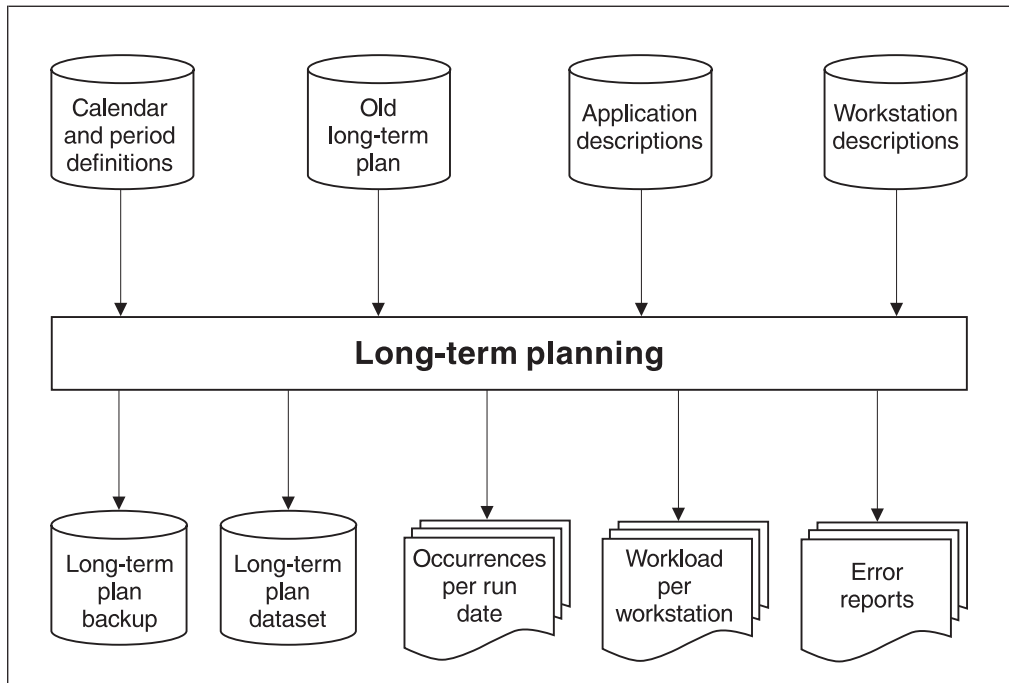 Calendar
and period
definitions
Old
long-term
plan
Application
descriptions
Workstation
descriptions
Long-term planning
Long-term
plan
backup
Long-term
plan
dataset
Occurrences
per run
date
Workload
per
workstation
Error
reports